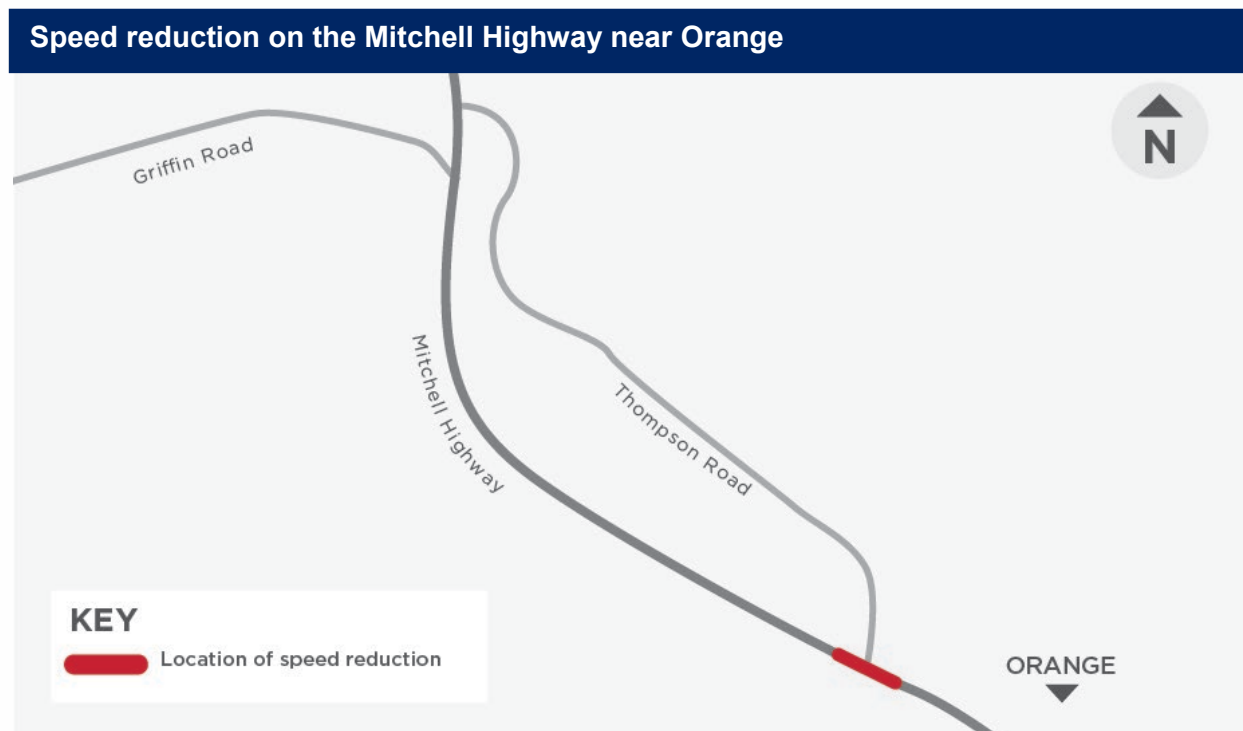 Speed reduction on the Mitchell Highway near Orange
N
Griffin Road
Mitchell Highway
Thompson Road
KEY
Location of speed reduction
ORANGE